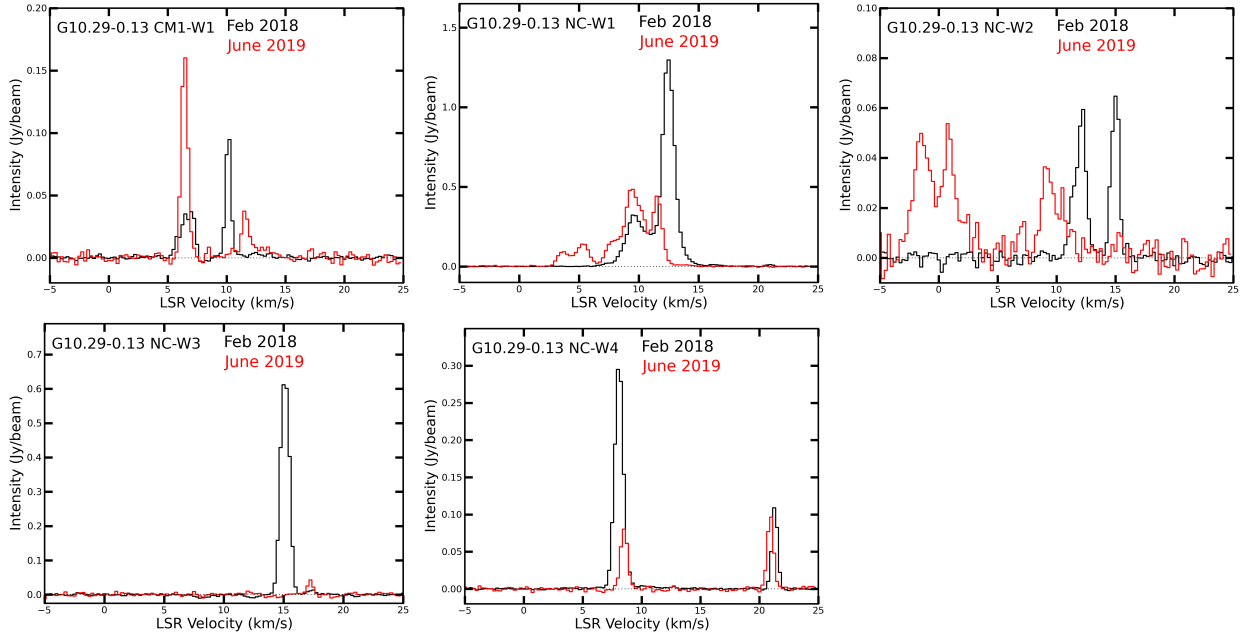 G10.29-0.13 CM1-W1
Feb 2018
June 2019
Intensity (Jy/beam)
0.20
0.15
0.10
0.05
0.00
−5 0 5 10 15 20 25
LSR Velocity (km/s)
G10.29-0.13 NC-W1
Feb 2018
June 2019
Intensity (Jy/beam)
1.5
1.0
0.5
0.0
−5 0 5 10 15 20 25
LSR Velocity (km/s)
G10.29-0.13 NC-W2
Feb 2018
June 2019
Intensity (Jy/beam)
0.10
0.08
0.06
0.04
0.02
0.00
−5 0 5 10 15 20 25
LSR Velocity (km/s)
G10.29-0.13 NC-W3
Feb 2018
June 2019
Intensity (Jy/beam)
0.7
0.6
0.5
0.4
0.3
0.2
0.1
0.0
−5 0 5 10 15 20 25
LSR Velocity (km/s)
G10.29-0.13 NC-W4
Feb 2018
June 2019
Intensity (Jy/beam)
0.30
0.25
0.20
0.15
0.10
0.05
0.00
−5 0 5 10 15 20 25
LSR Velocity (km/s)